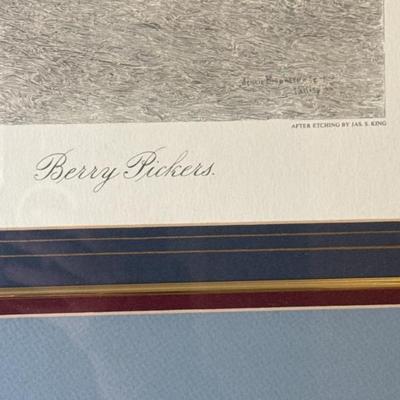 AFTER ETCHING BY JAS. S. KING
Berry Pickers.